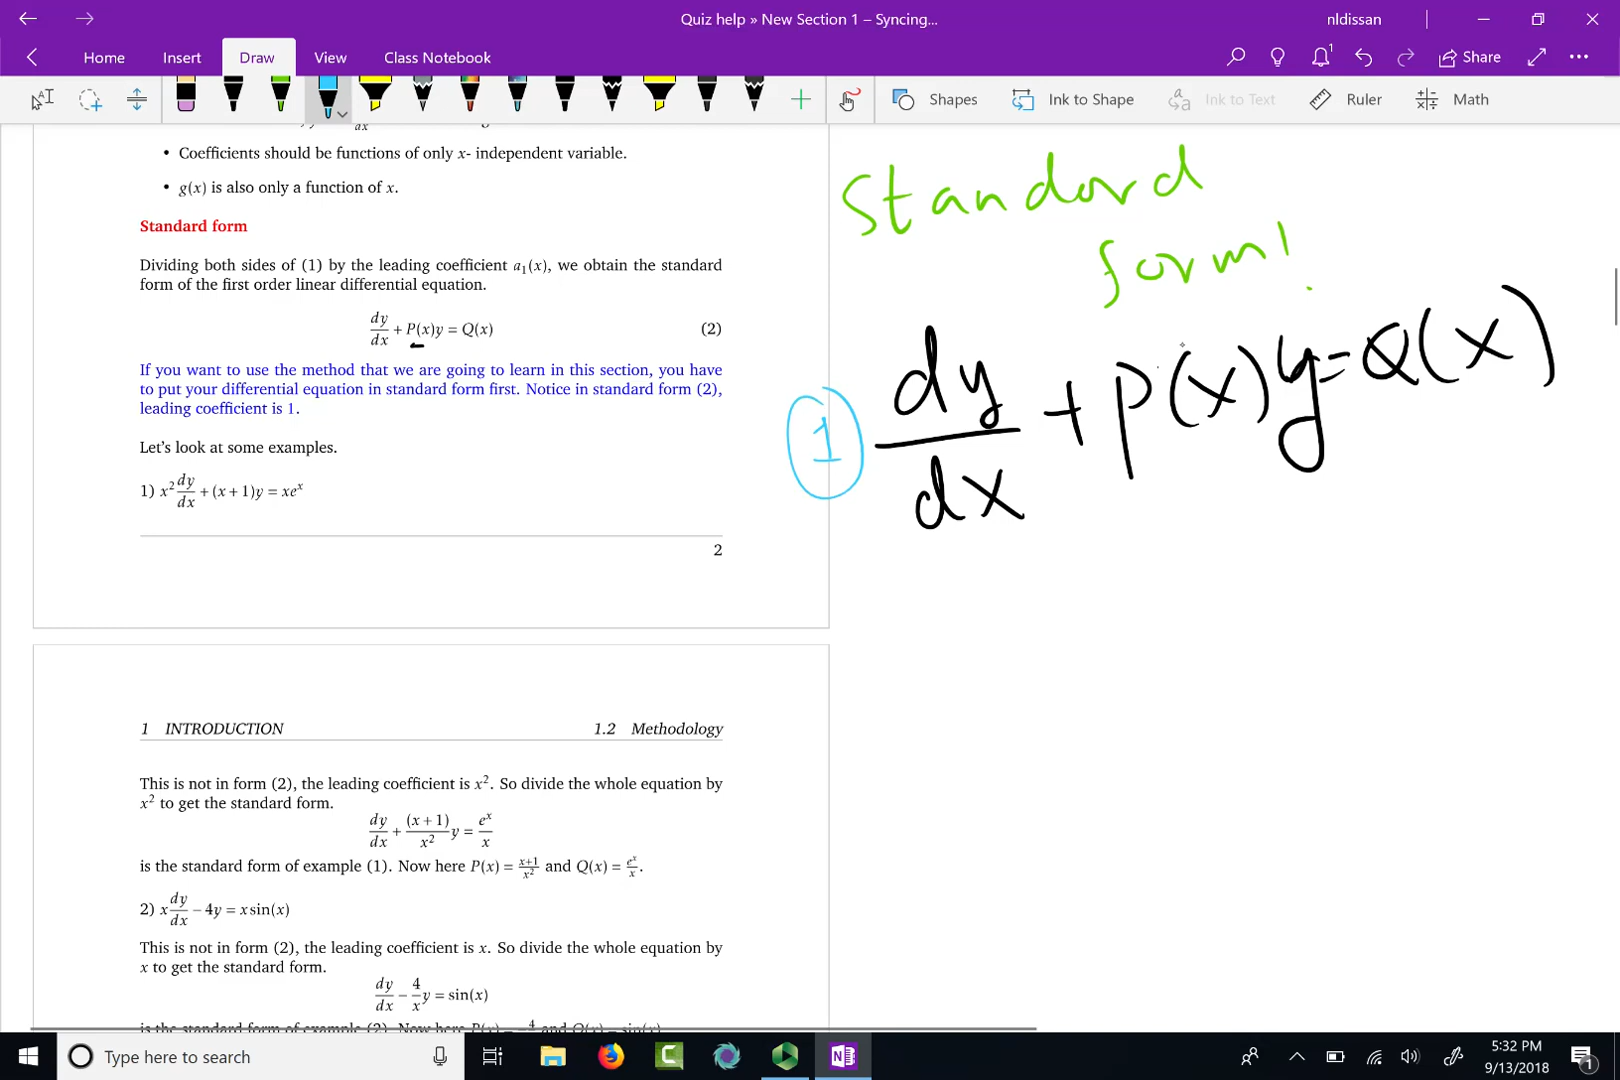 Quiz help » New Section 1 – Syncing...
nldissan
Home Insert Draw View Class Notebook
1
Share
Shapes Ink to Shape Ink to Text Ruler Math
• Coefficients should be functions of only x- independent variable.
• g(x) is also only a function of x.
Standard form
Dividing both sides of (1) by the leading coefficient a₁(x), we obtain the standard
form of the first order linear differential equation.
dy/dx + P(x)y = Q(x) (2)
If you want to use the method that we are going to learn in this section, you have
to put your differential equation in standard form first. Notice in standard form (2),
leading coefficient is 1.
Let's look at some examples.
1) x² dy/dx + (x + 1)y = xeˣ
2
1 INTRODUCTION 1.2 Methodology
This is not in form (2), the leading coefficient is x². So divide the whole equation by
x² to get the standard form.
dy/dx + (x + 1)/x² y = eˣ/x
is the standard form of example (1). Now here P(x) = x+1/x² and Q(x) = eˣ/x.
2) x dy/dx − 4y = x sin(x)
This is not in form (2), the leading coefficient is x. So divide the whole equation by
x to get the standard form.
dy/dx − 4/x y = sin(x)
Standard
form!
1 dy/dx + P(x)y = Q(x)
Type here to search
5:32 PM
9/13/2018
1